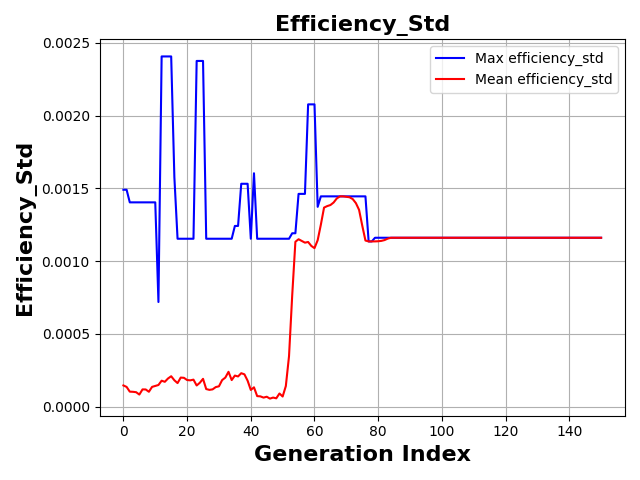 Efficiency_Std
Max efficiency_std
Mean efficiency_std
Efficiency_Std
0.0025
0.0020
0.0015
0.0010
0.0005
0.0000
0 20 40 60 80 100 120 140
Generation Index